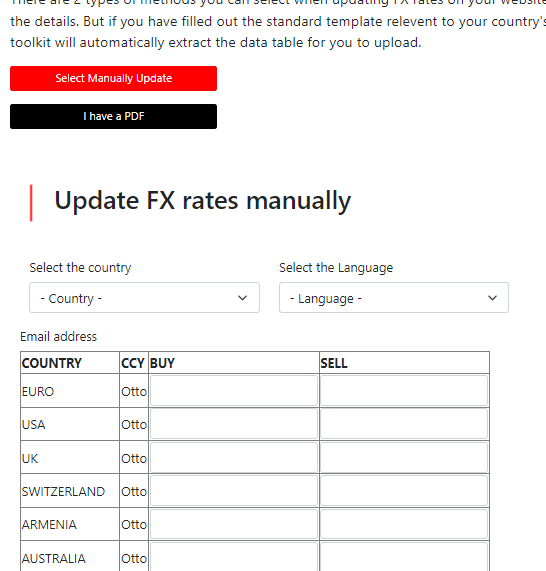 There are 2 types of methods you can select when updating FX rates on your website
the details. But if you have filled out the standard template relevent to your country's
toolkit will automatically extract the data table for you to upload.
Select Manually Update
I have a PDF
Update FX rates manually
Select the country Select the Language
- Country - - Language -
Email address
COUNTRY CCY BUY SELL
EURO Otto
USA Otto
UK Otto
SWITZERLAND Otto
ARMENIA Otto
AUSTRALIA Otto